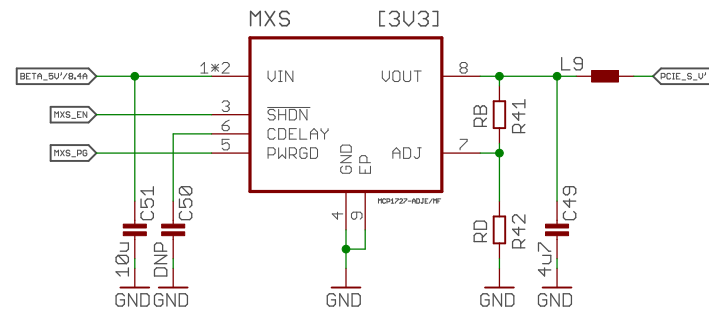 MXS [3V3]
BETA_5V'/8.4A 1*2 VIN VOUT 8 L9 PCIE_S_V'
MXS_EN 3 SHDN
6 CDELAY
MXS_PG 5 PWRGD ADJ 7
GND
EP
RB
R41
MCP1727-ADJE/MF
4
9
C51
10u
C50
DNP
RD
R42
C49
4u7
GND GND GND GND GND